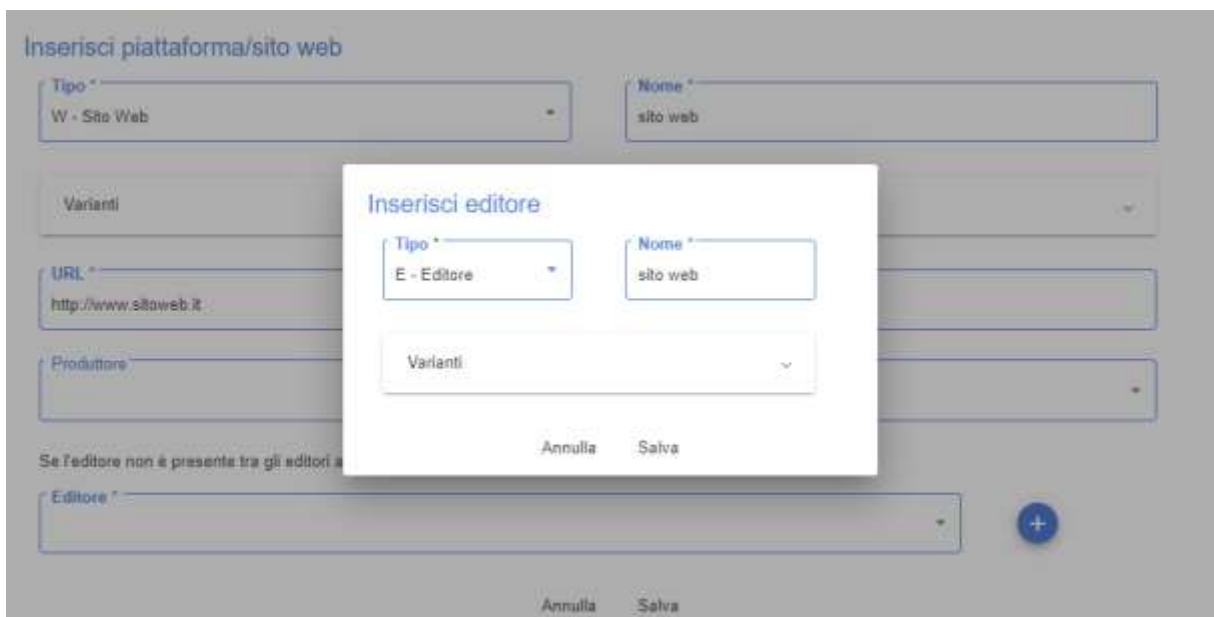 Inserisci piattaforma/sito web
Tipo * Nome *
W - Sito Web sito web
Varianti
Inserisci editore
Tipo * Nome *
E - Editore sito web
URL *
http://www.sitoweb.it
Varianti
Produttore
Annulla Salva
Se l'editore non è presente tra gli editori a
Editore *
+
Annulla Salva